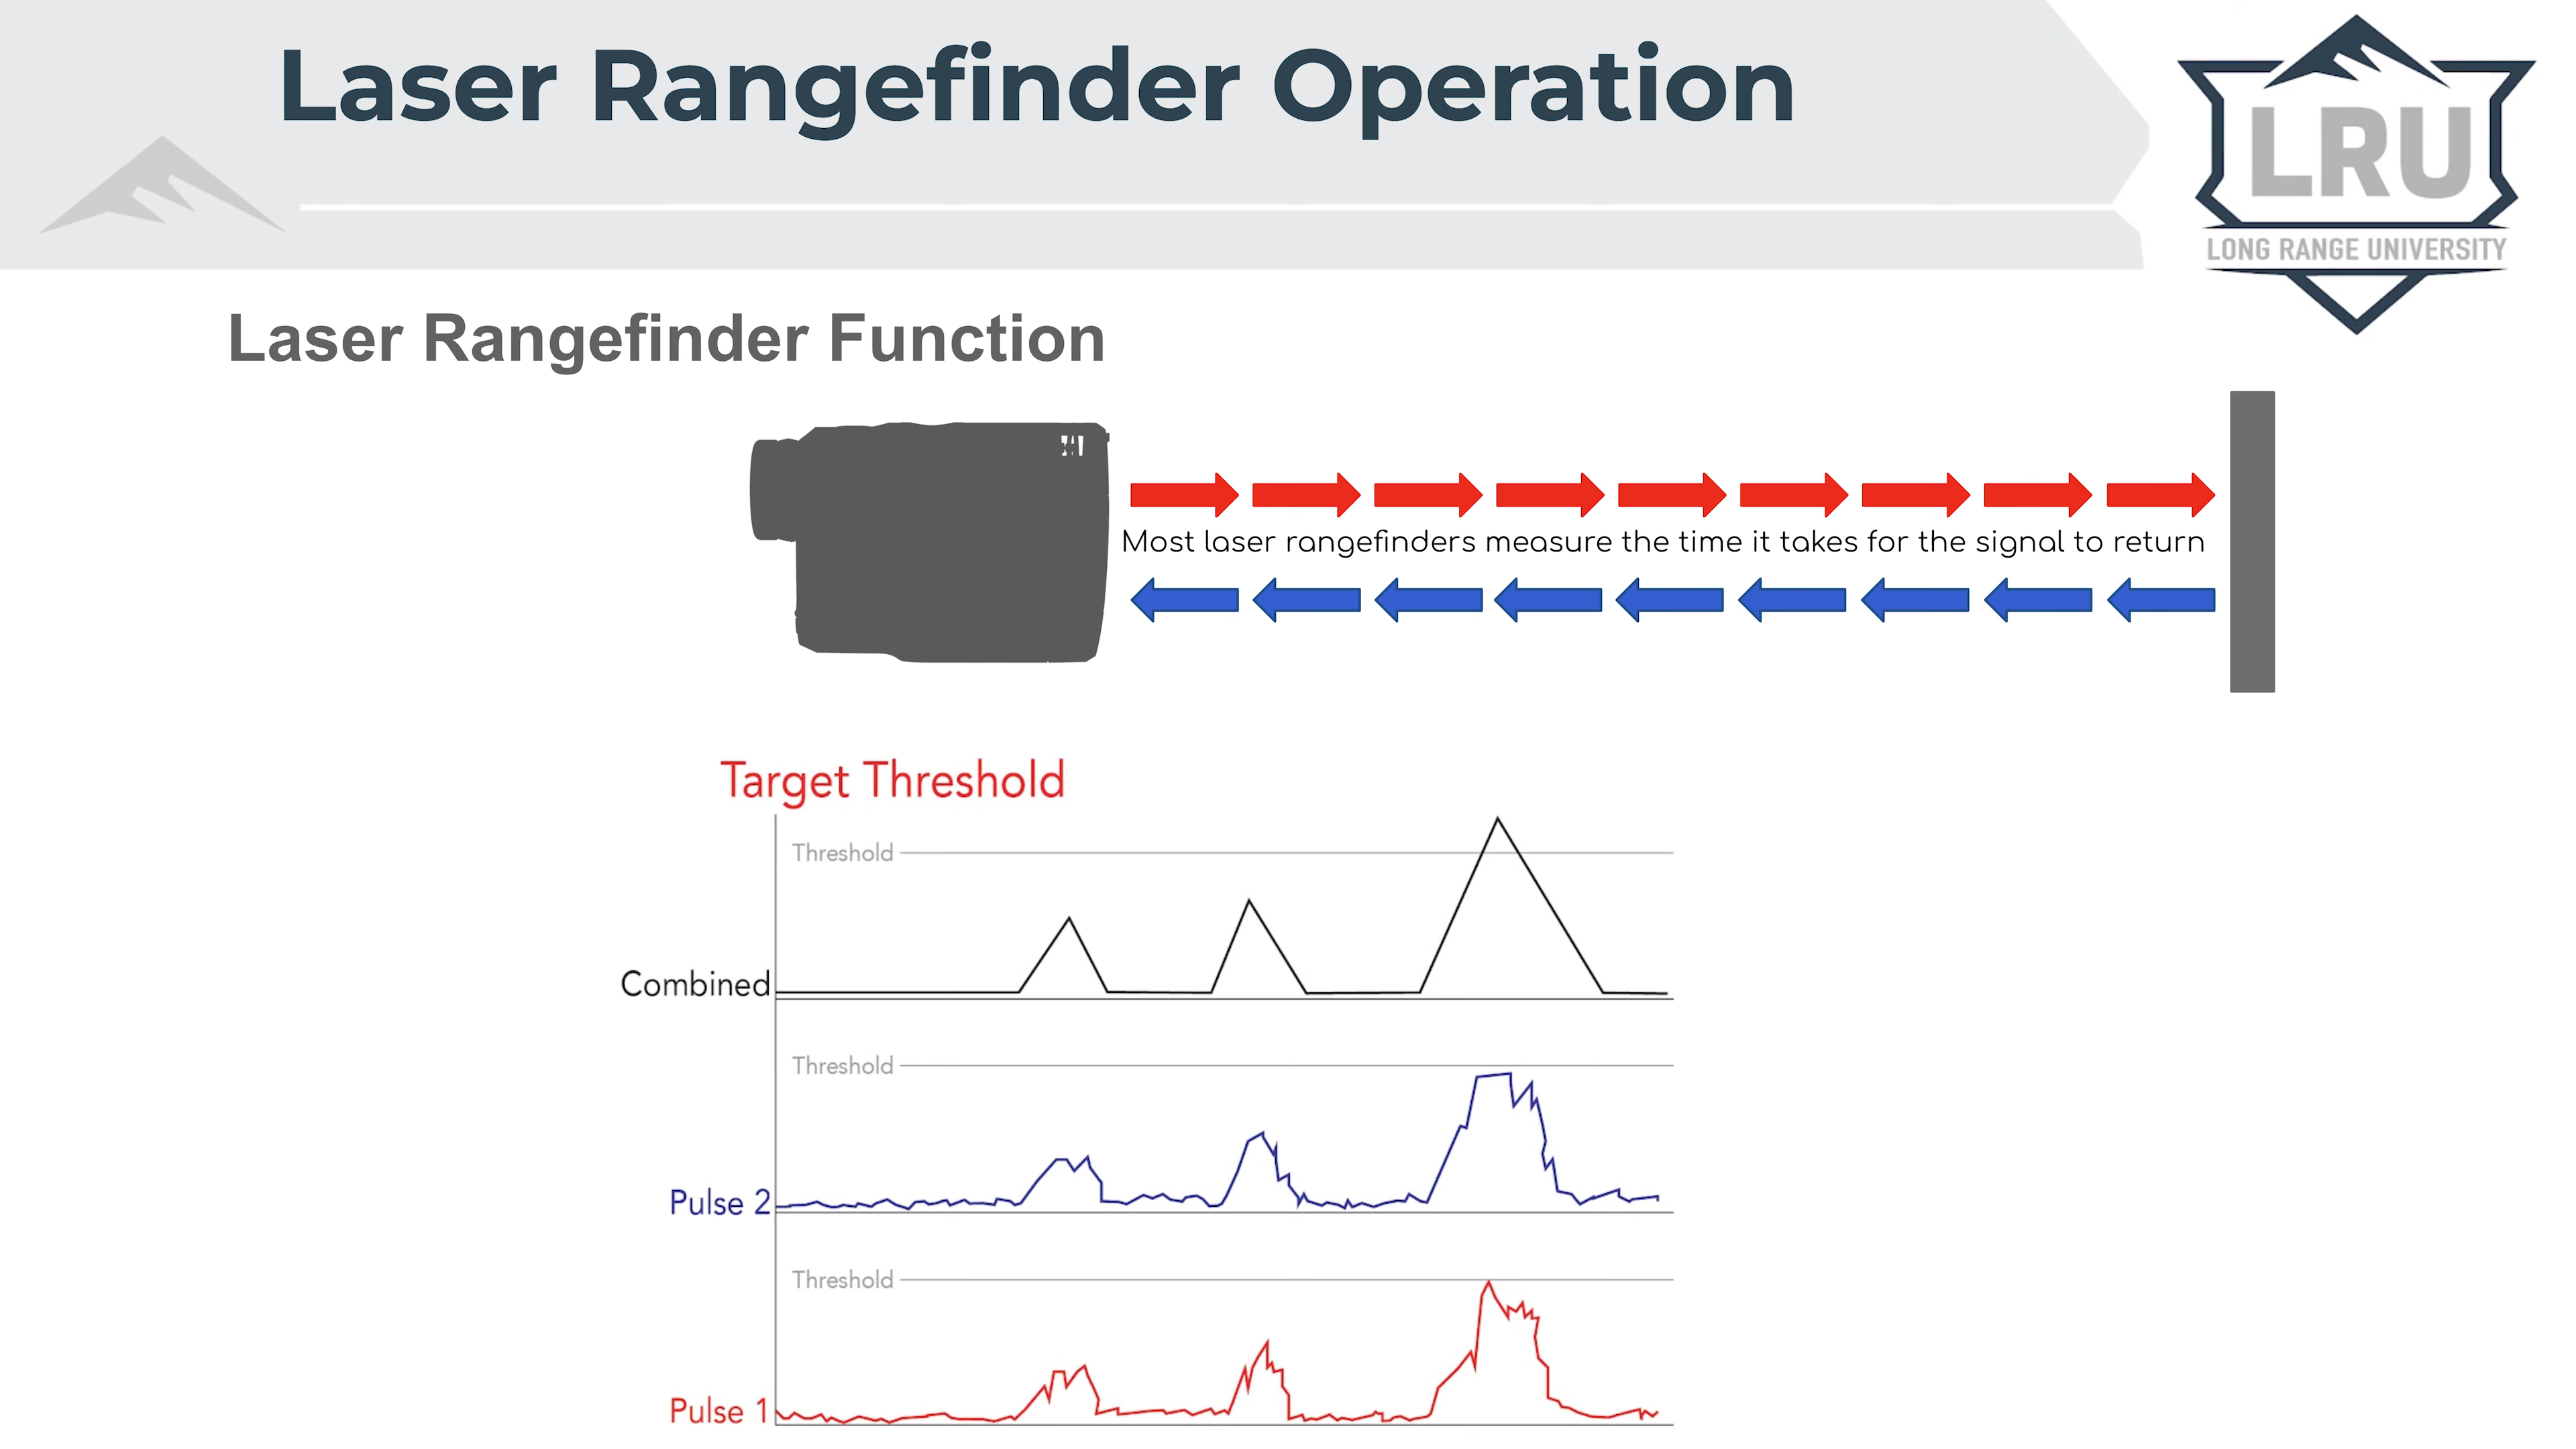 Laser Rangefinder Operation
LRU
LONG RANGE UNIVERSITY
Laser Rangefinder Function
Most laser rangefinders measure the time it takes for the signal to return
Target Threshold
Threshold
Combined
Threshold
Pulse 2
Threshold
Pulse 1